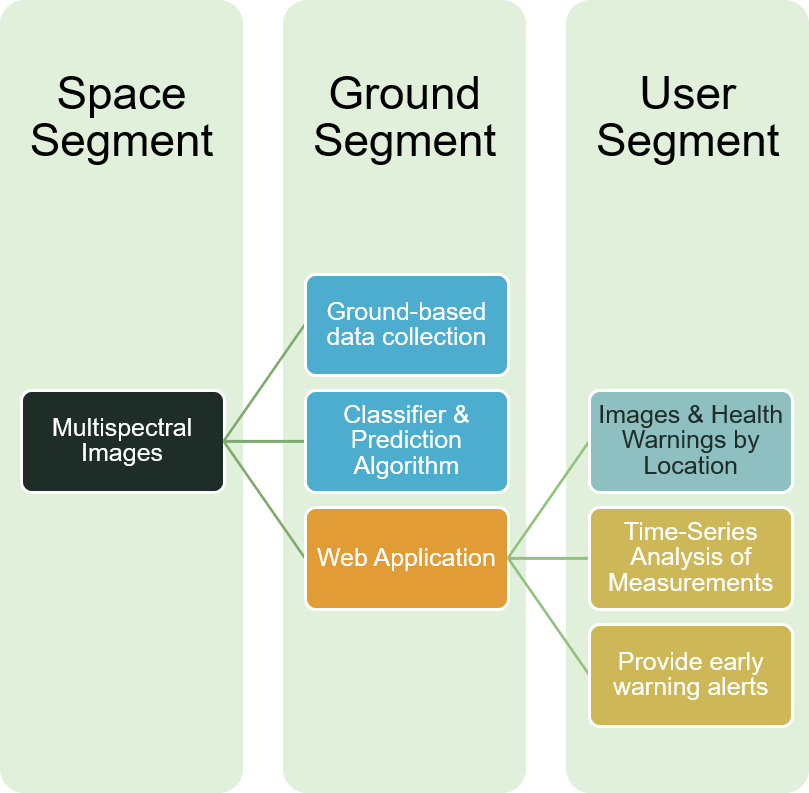 Space
Segment
Ground
Segment
User
Segment
Ground-based
data collection
Multispectral
Images
Classifier &
Prediction
Algorithm
Images & Health
Warnings by
Location
Web Application
Time-Series
Analysis of
Measurements
Provide early
warning alerts